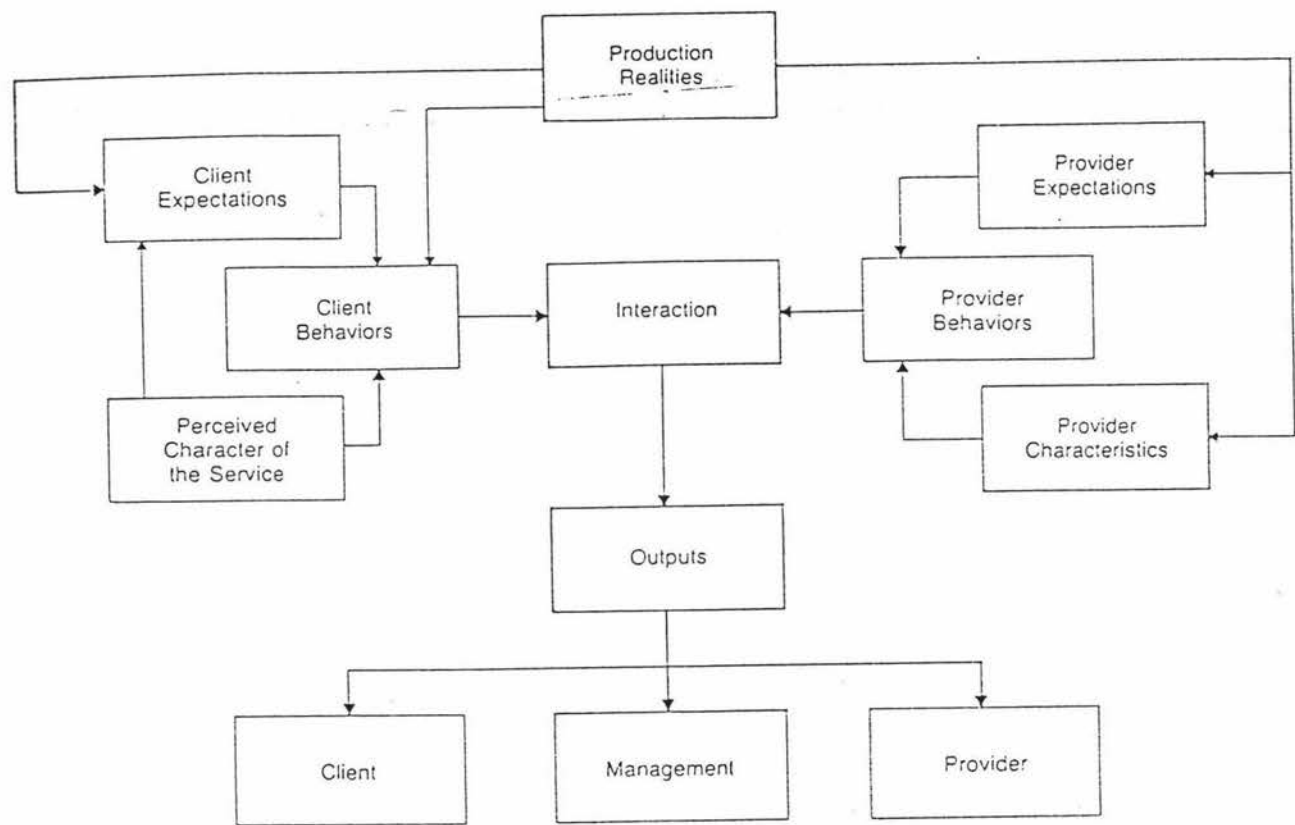 Production
Realities
Client
Expectations
Provider
Expectations
Client
Behaviors
Interaction
Provider
Behaviors
Perceived
Character of
the Service
Provider
Characteristics
Outputs
Client
Management
Provider